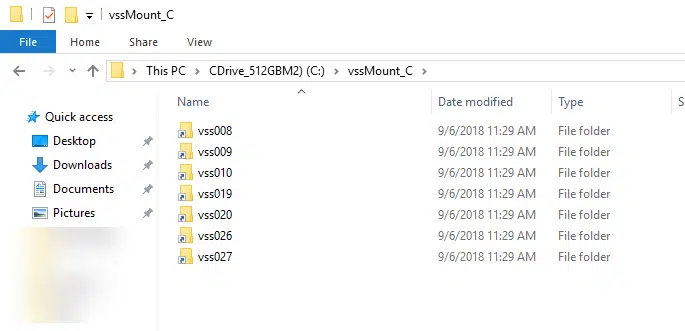 vssMount_C
File Home Share View
This PC CDrive_512GBM2) (C:) vssMount_C
Name Date modified Type S
Quick access
Desktop
Downloads
Documents
Pictures
vss008 9/6/2018 11:29 AM File folder
vss009 9/6/2018 11:29 AM File folder
vss010 9/6/2018 11:29 AM File folder
vss019 9/6/2018 11:29 AM File folder
vss020 9/6/2018 11:29 AM File folder
vss026 9/6/2018 11:29 AM File folder
vss027 9/6/2018 11:29 AM File folder